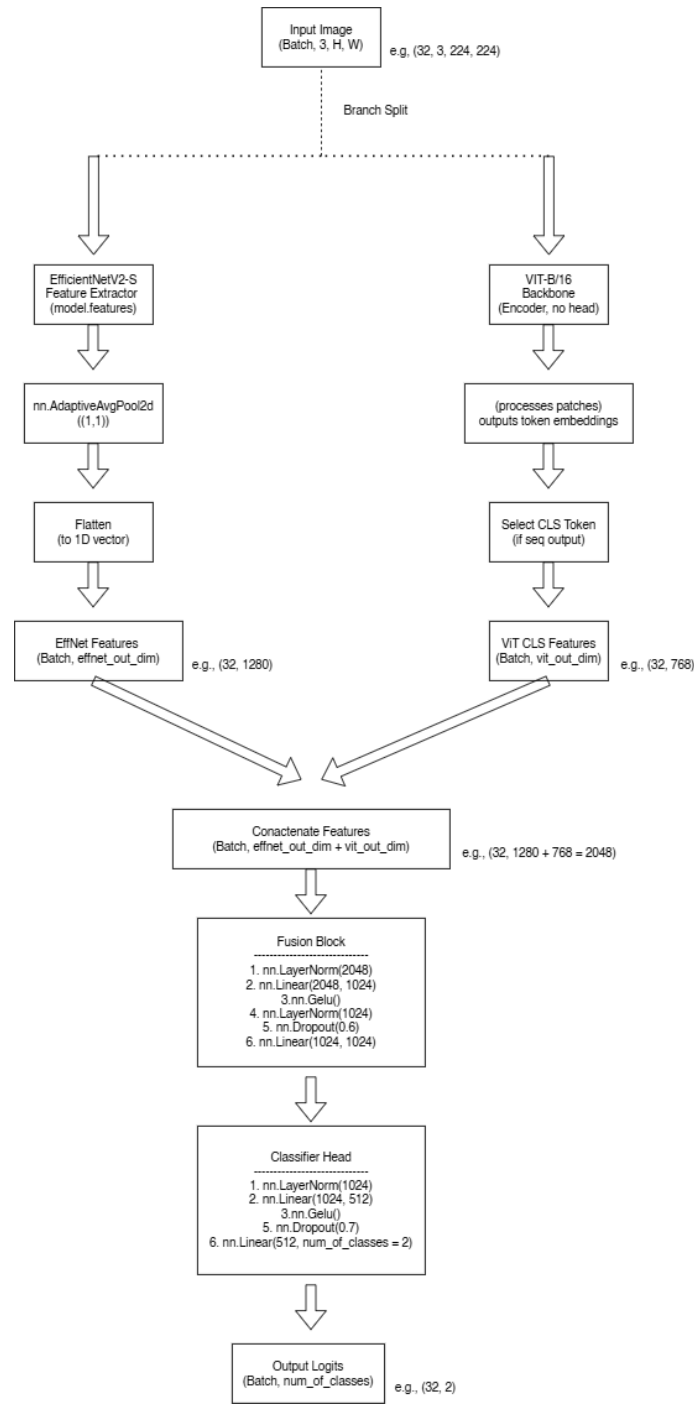 Input Image
(Batch, 3, H, W)
e.g, (32, 3, 224, 224)
Branch Split
EfficientNetV2-S
Feature Extractor
(model.features)
nn.AdaptiveAvgPool2d
((1,1))
Flatten
(to 1D vector)
EffNet Features
(Batch, effnet_out_dim)
e.g., (32, 1280)
VIT-B/16
Backbone
(Encoder, no head)
(processes patches)
outputs token embeddings
Select CLS Token
(if seq output)
ViT CLS Features
(Batch, vit_out_dim)
e.g., (32, 768)
Conactenate Features
(Batch, effnet_out_dim + vit_out_dim)
e.g., (32, 1280 + 768 = 2048)
Fusion Block
------------------------------
1. nn.LayerNorm(2048)
2. nn.Linear(2048, 1024)
3.nn.Gelu()
4. nn.LayerNorm(1024)
5. nn.Dropout(0.6)
6. nn.Linear(1024, 1024)
Classifier Head
------------------------------
1. nn.LayerNorm(1024)
2. nn.Linear(1024, 512)
3.nn.Gelu()
5. nn.Dropout(0.7)
6. nn.Linear(512, num_of_classes = 2)
Output Logits
(Batch, num_of_classes)
e.g., (32, 2)